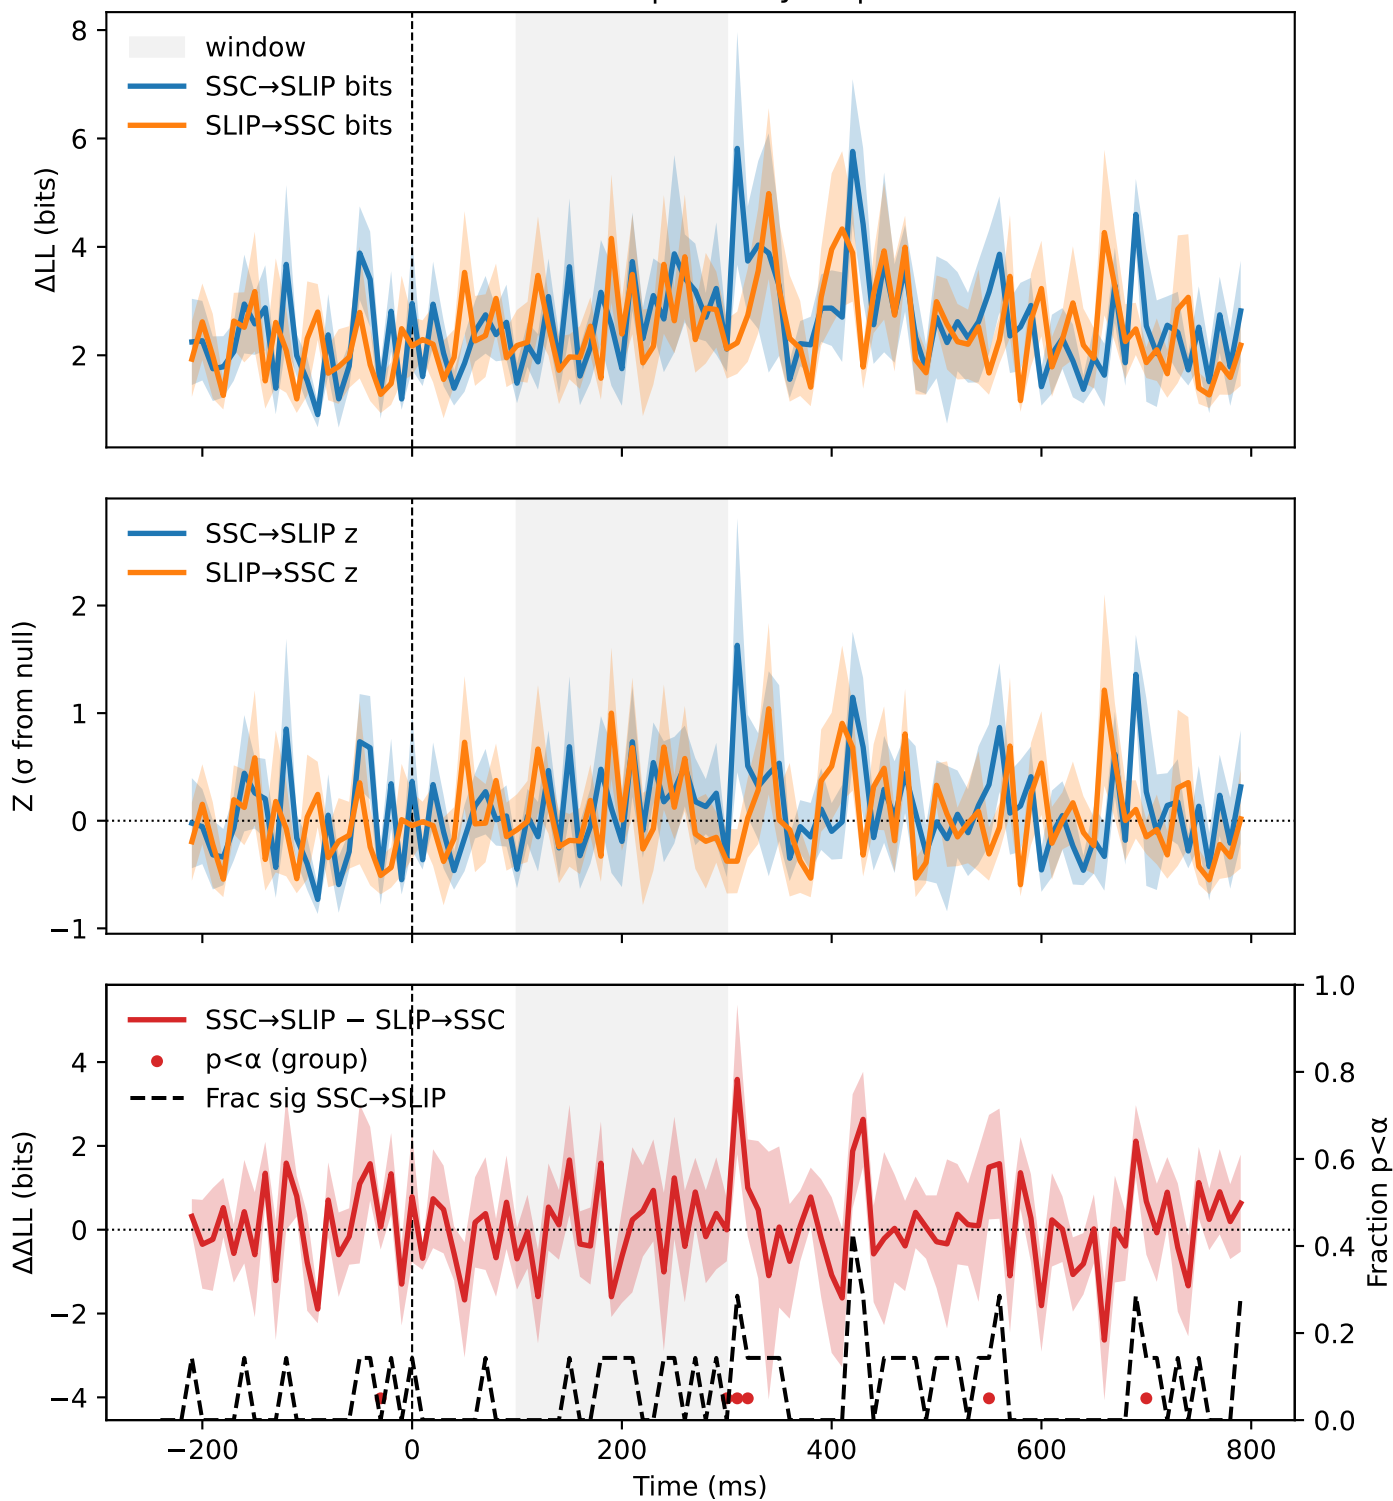 8
6
4
2
ΔLL (bits)
window
SSC→SLIP bits
SLIP→SSC bits
2
1
0
−1
Z (σ from null)
SSC→SLIP z
SLIP→SSC z
4
2
0
−2
−4
ΔΔLL (bits)
SSC→SLIP − SLIP→SSC
p<α (group)
Frac sig SSC→SLIP
1.0
0.8
0.6
0.4
0.2
0.0
Fraction p<α
−200 0 200 400 600 800
Time (ms)